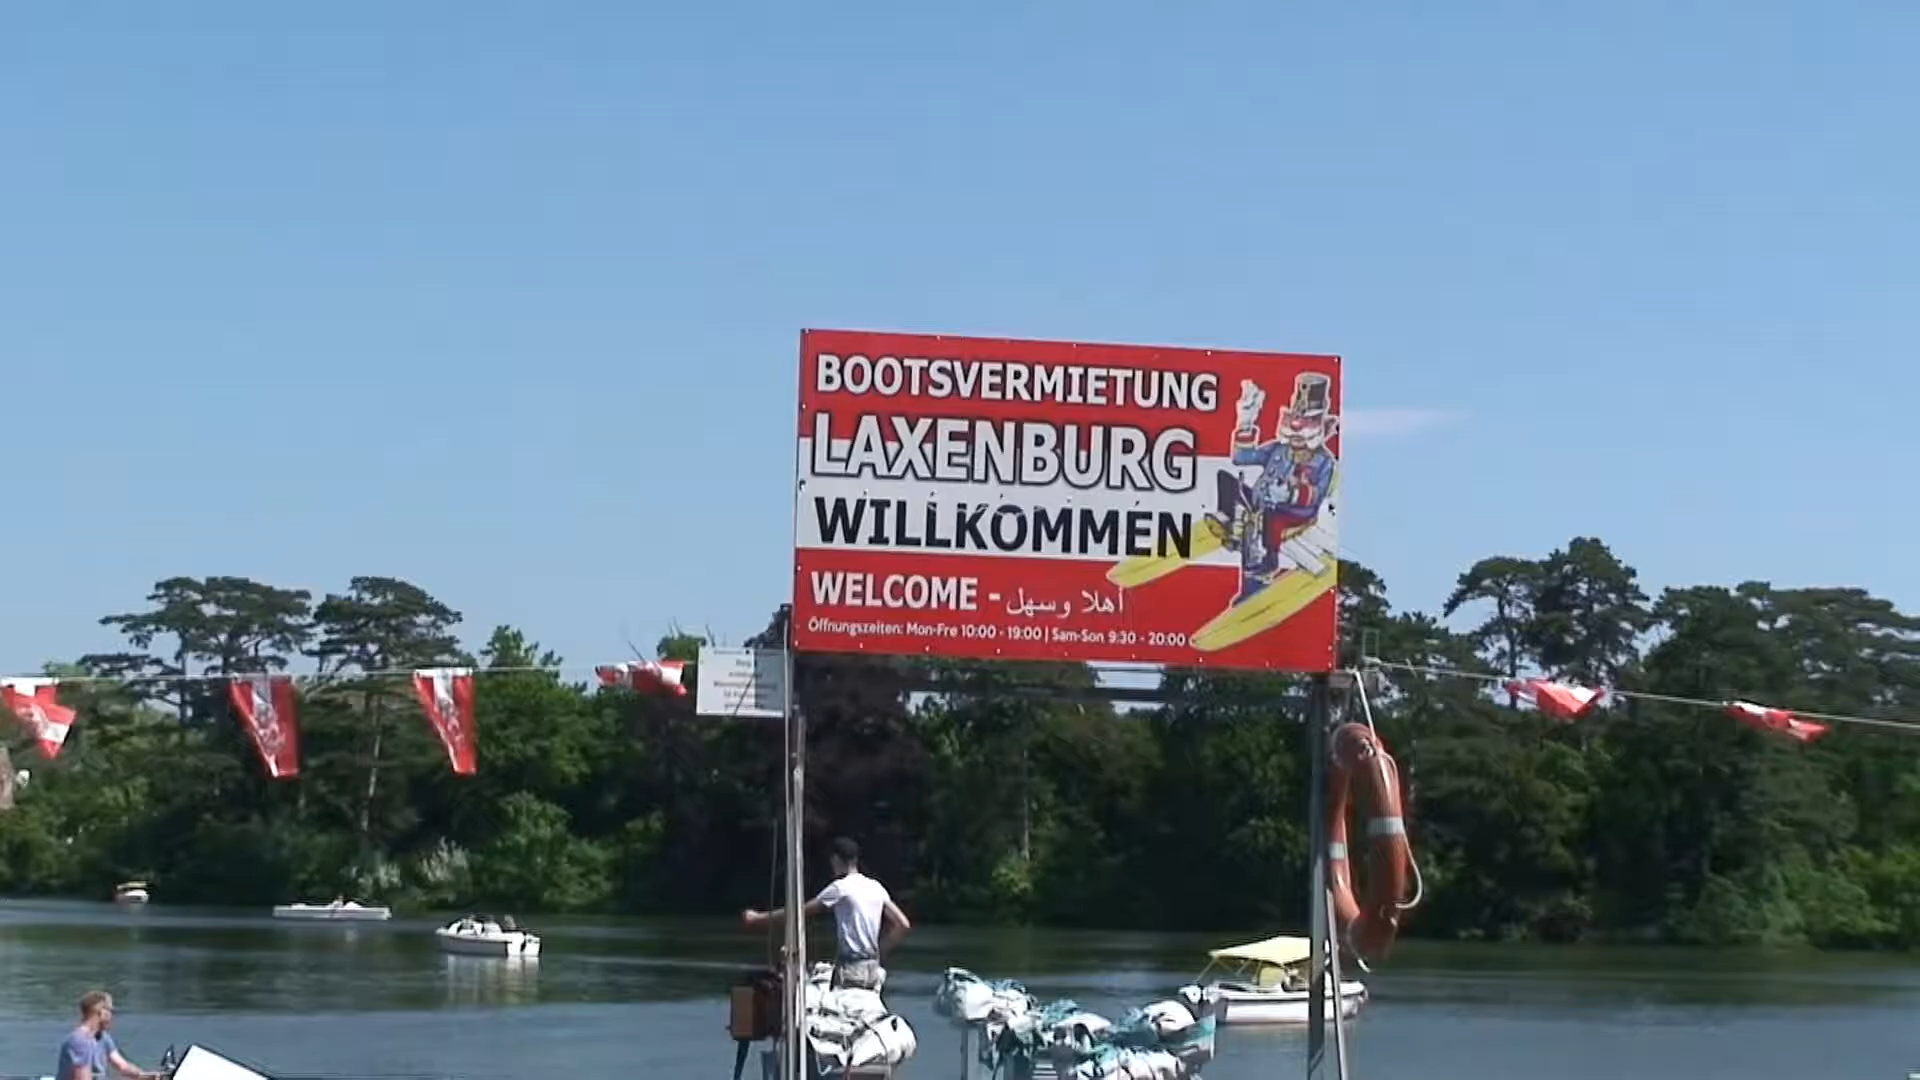 BOOTSVERMIETUNG
LAXENBURG
WILLKOMMEN
WELCOME - أهلا وسهل
Öffnungszeiten: Mon-Fre 10:00 - 19:00 | Sam-Son 9:30 - 20:00